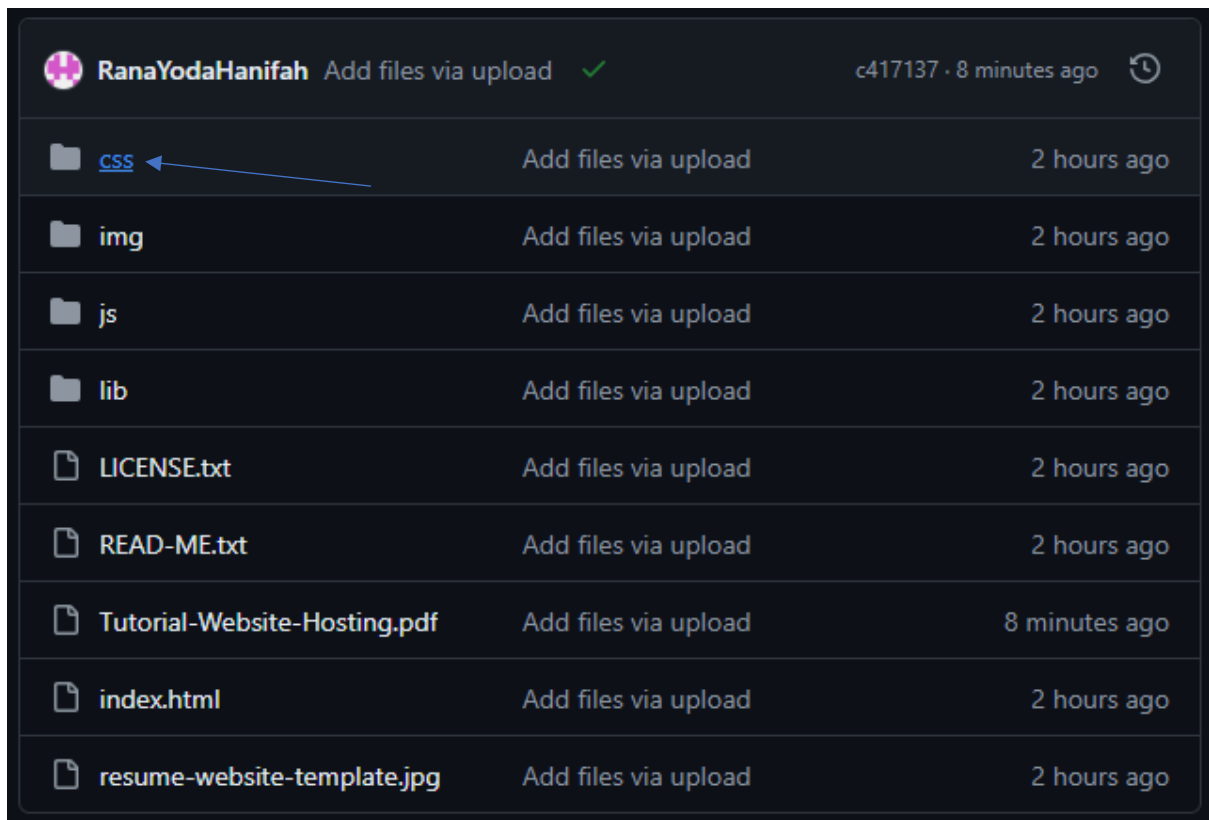 RanaYodaHanifah Add files via upload c417137 · 8 minutes ago
css Add files via upload 2 hours ago
img Add files via upload 2 hours ago
js Add files via upload 2 hours ago
lib Add files via upload 2 hours ago
LICENSE.txt Add files via upload 2 hours ago
READ-ME.txt Add files via upload 2 hours ago
Tutorial-Website-Hosting.pdf Add files via upload 8 minutes ago
index.html Add files via upload 2 hours ago
resume-website-template.jpg Add files via upload 2 hours ago